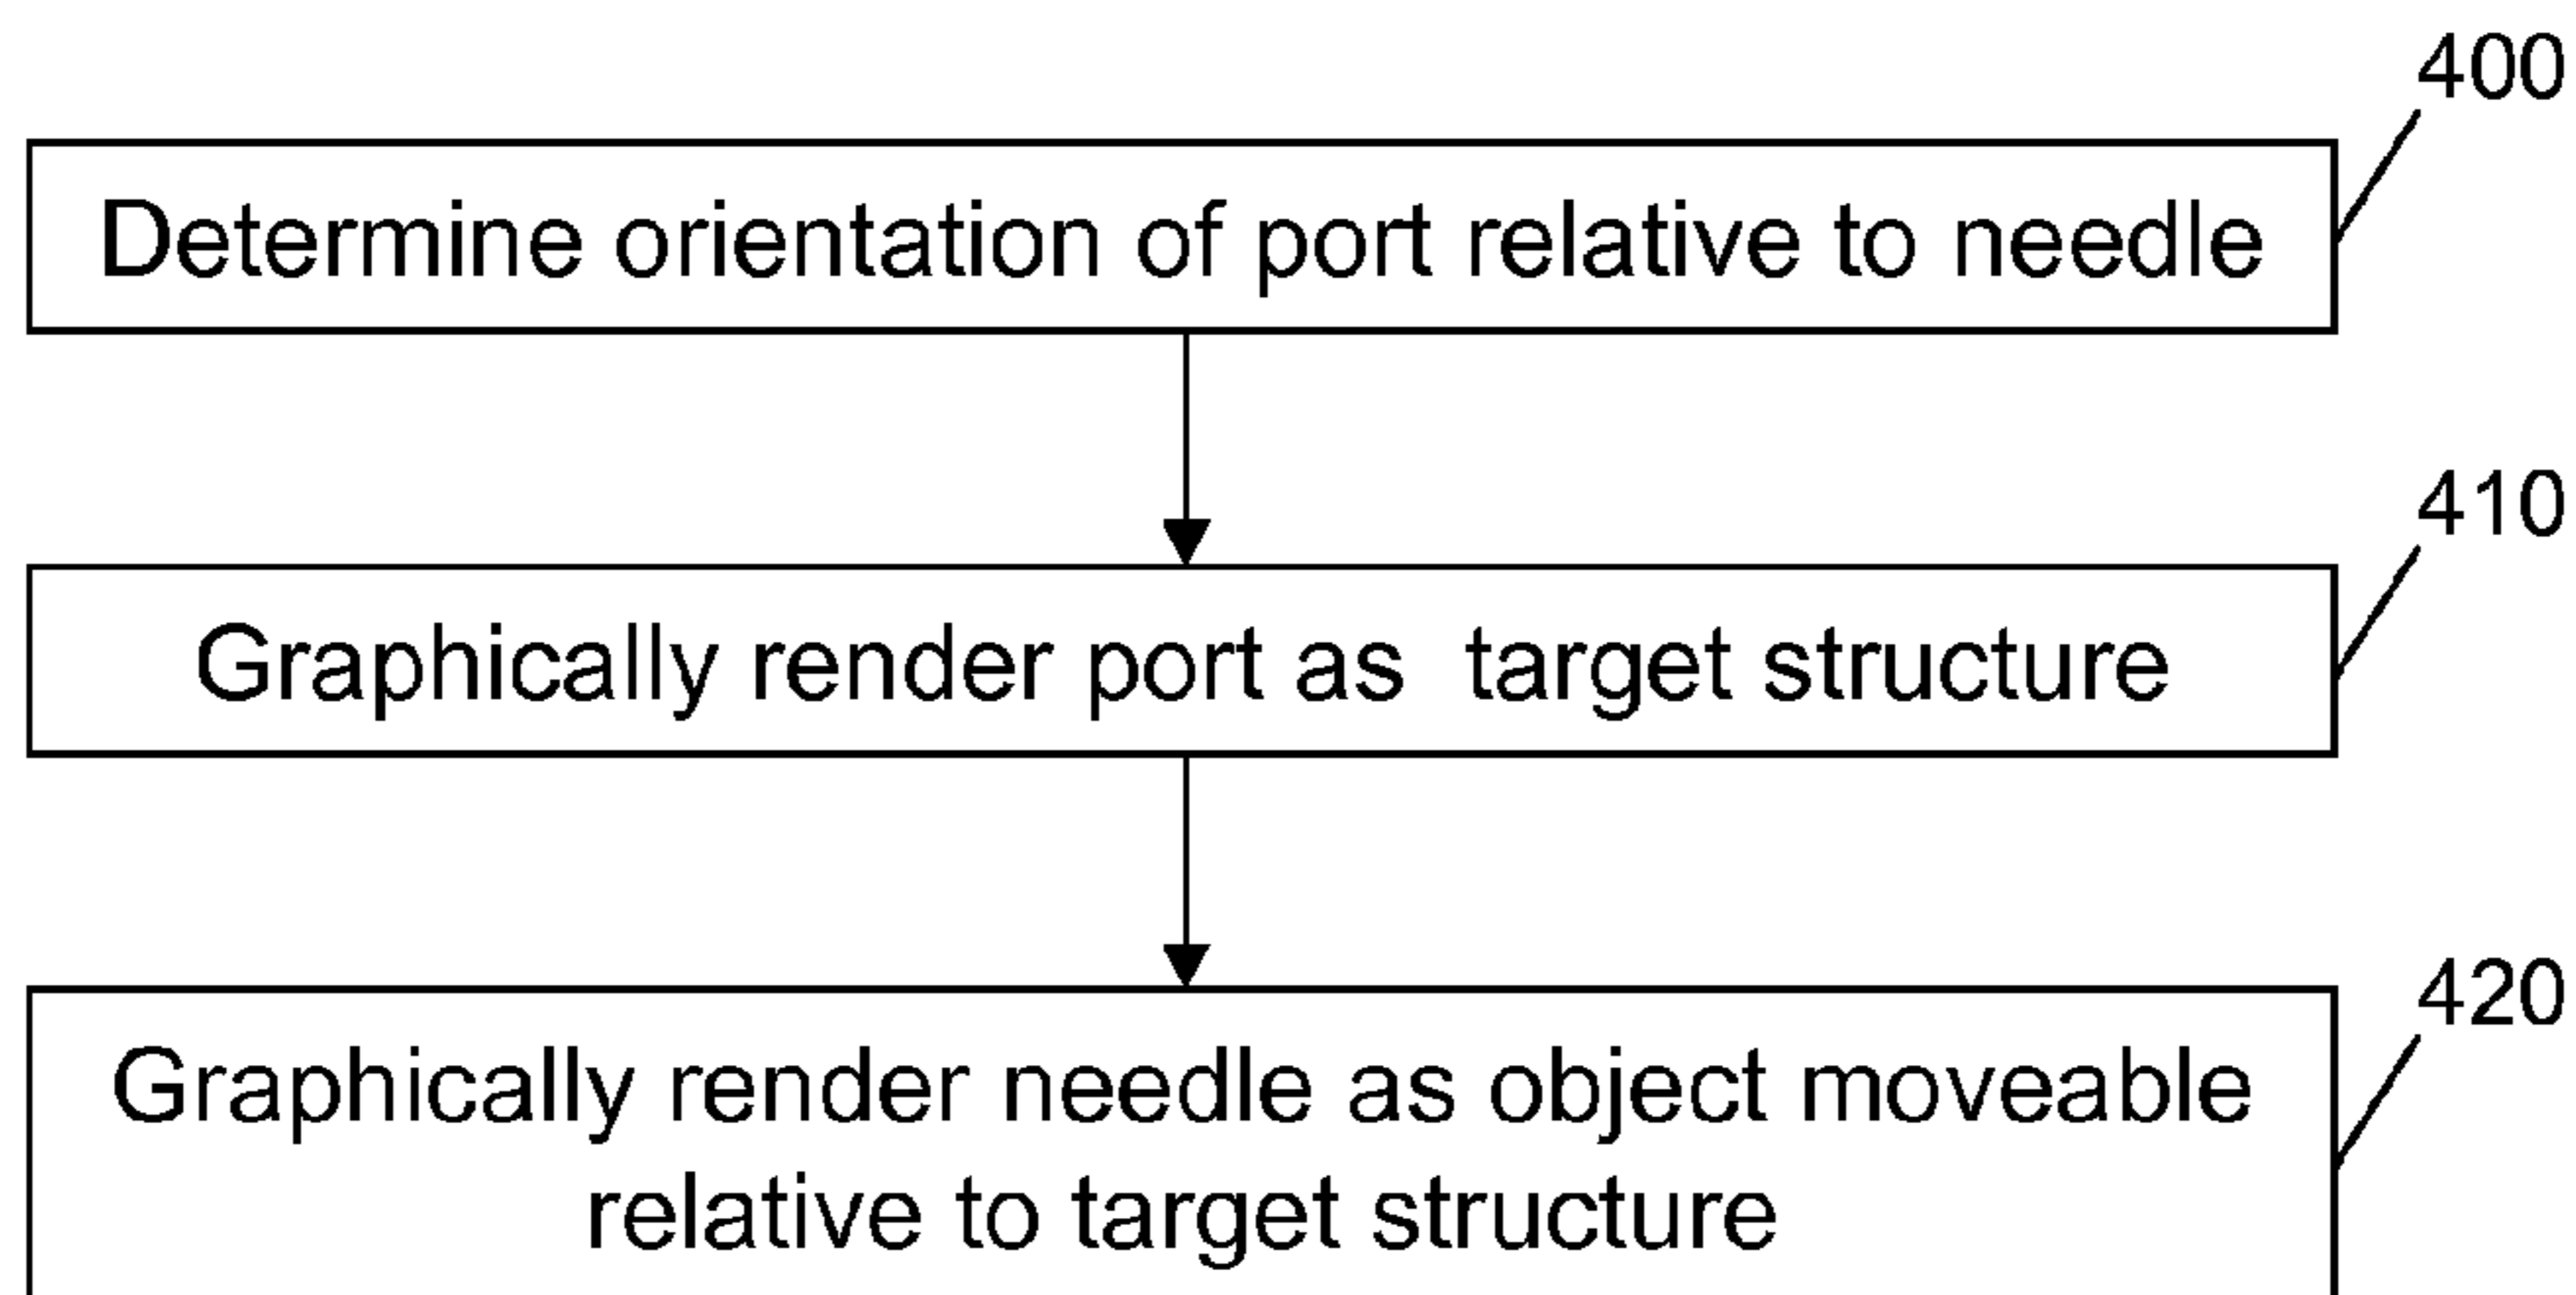 400
Determine orientation of port relative to needle
410
Graphically render port as target structure
420
Graphically render needle as object moveable
relative to target structure